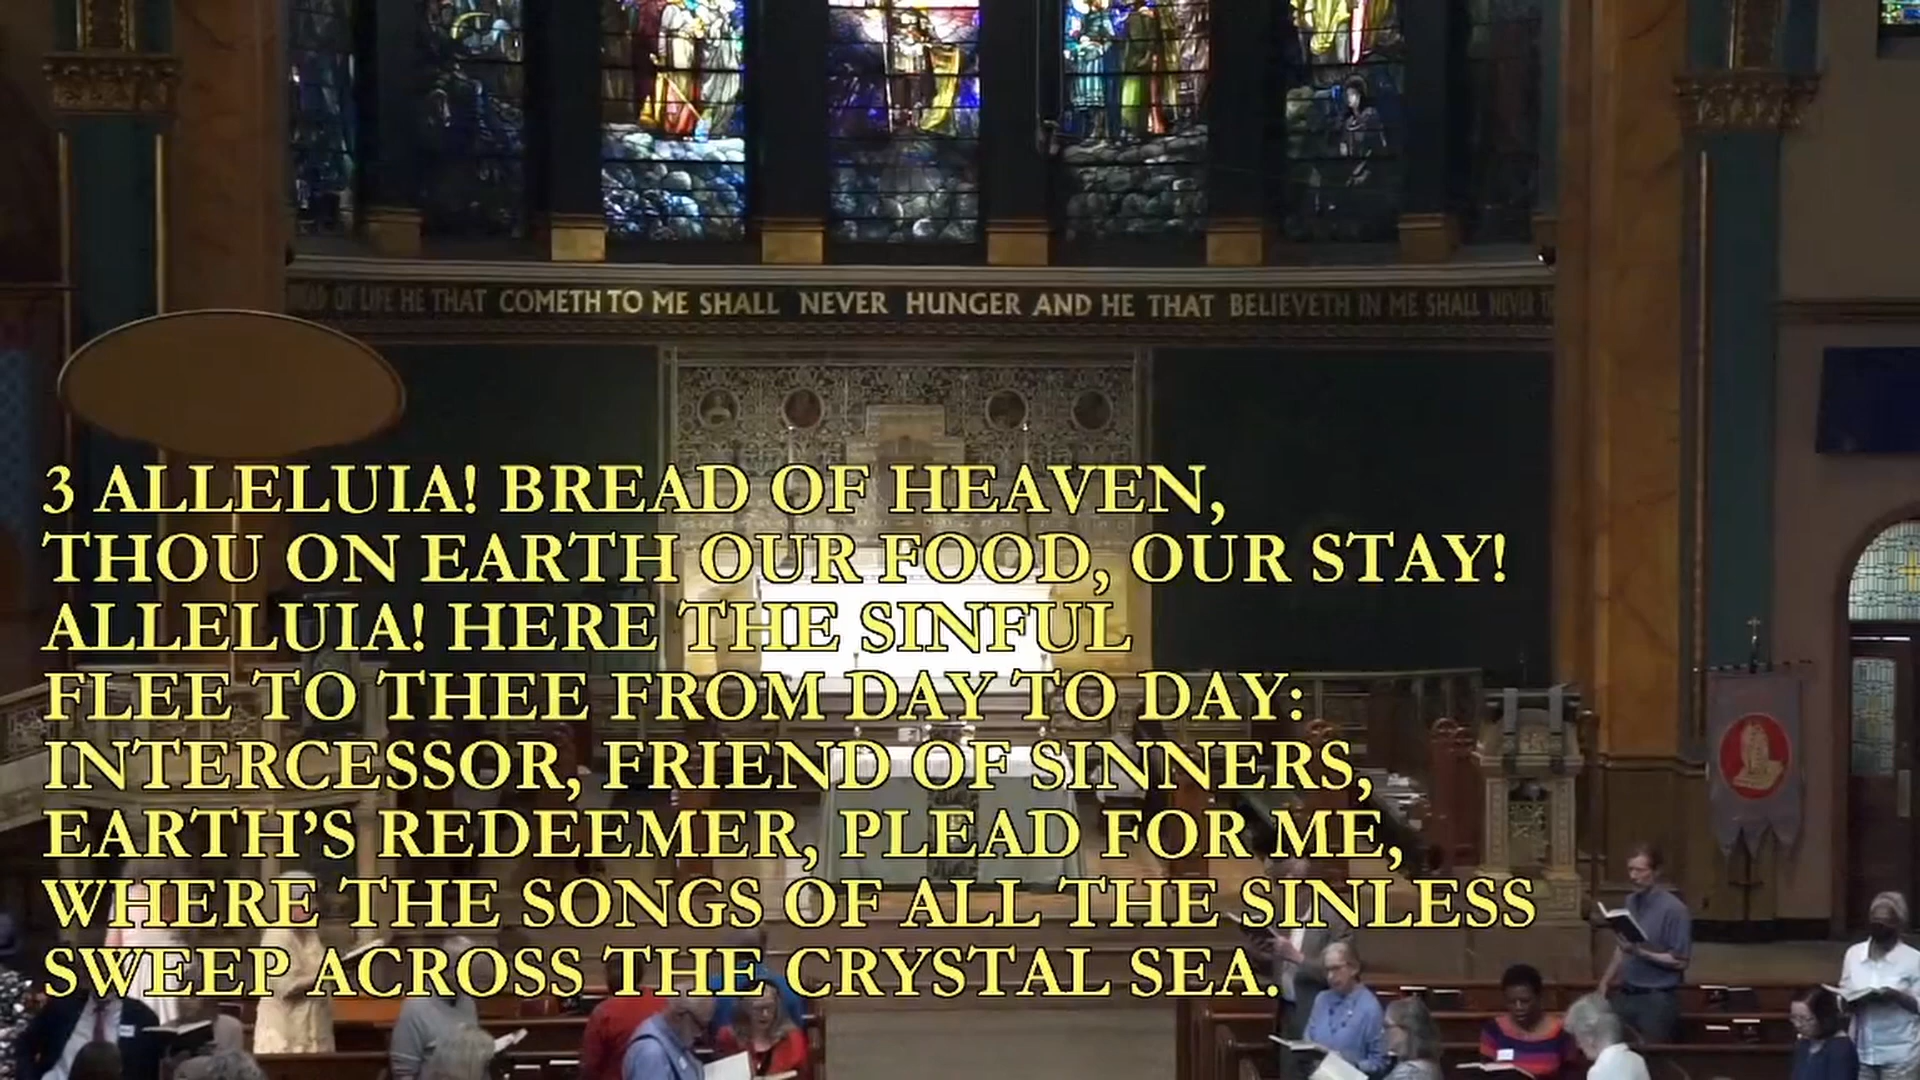 OF LIFE HE THAT COMETH TO ME SHALL NEVER HUNGER AND HE THAT BELIEVETH IN ME SHALL NEVER
3 ALLELUIA! BREAD OF HEAVEN,
THOU ON EARTH OUR FOOD, OUR STAY!
ALLELUIA! HERE THE SINFUL
FLEE TO THEE FROM DAY TO DAY:
INTERCESSOR, FRIEND OF SINNERS,
EARTH'S REDEEMER, PLEAD FOR ME,
WHERE THE SONGS OF ALL THE SINLESS
SWEEP ACROSS THE CRYSTAL SEA.